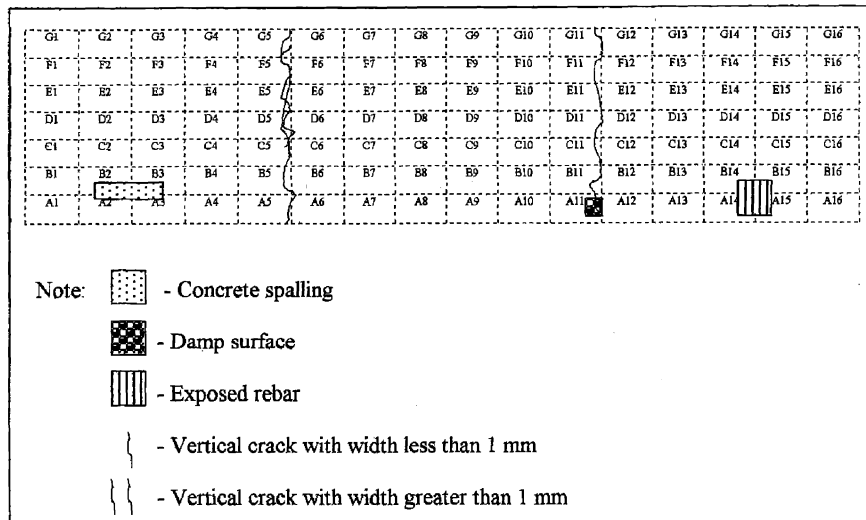 G1 G2 G3 G4 G5 G6 G7 G8 G9 G10 G11 G12 G13 G14 G15 G16
F1 F2 F3 F4 F5 F6 F7 F8 F9 F10 F11 F12 F13 F14 F15 F16
E1 E2 E3 E4 E5 E6 E7 E8 E9 E10 E11 E12 E13 E14 E15 E16
D1 D2 D3 D4 D5 D6 D7 D8 D9 D10 D11 D12 D13 D14 D15 D16
C1 C2 C3 C4 C5 C6 C7 C8 C9 C10 C11 C12 C13 C14 C15 C16
B1 B2 B3 B4 B5 B6 B7 B8 B9 B10 B11 B12 B13 B14 B15 B16
A1 A2 A3 A4 A5 A6 A7 A8 A9 A10 A11 A12 A13 A14 A15 A16
Note: - Concrete spalling
- Damp surface
- Exposed rebar
- Vertical crack with width less than 1 mm
- Vertical crack with width greater than 1 mm